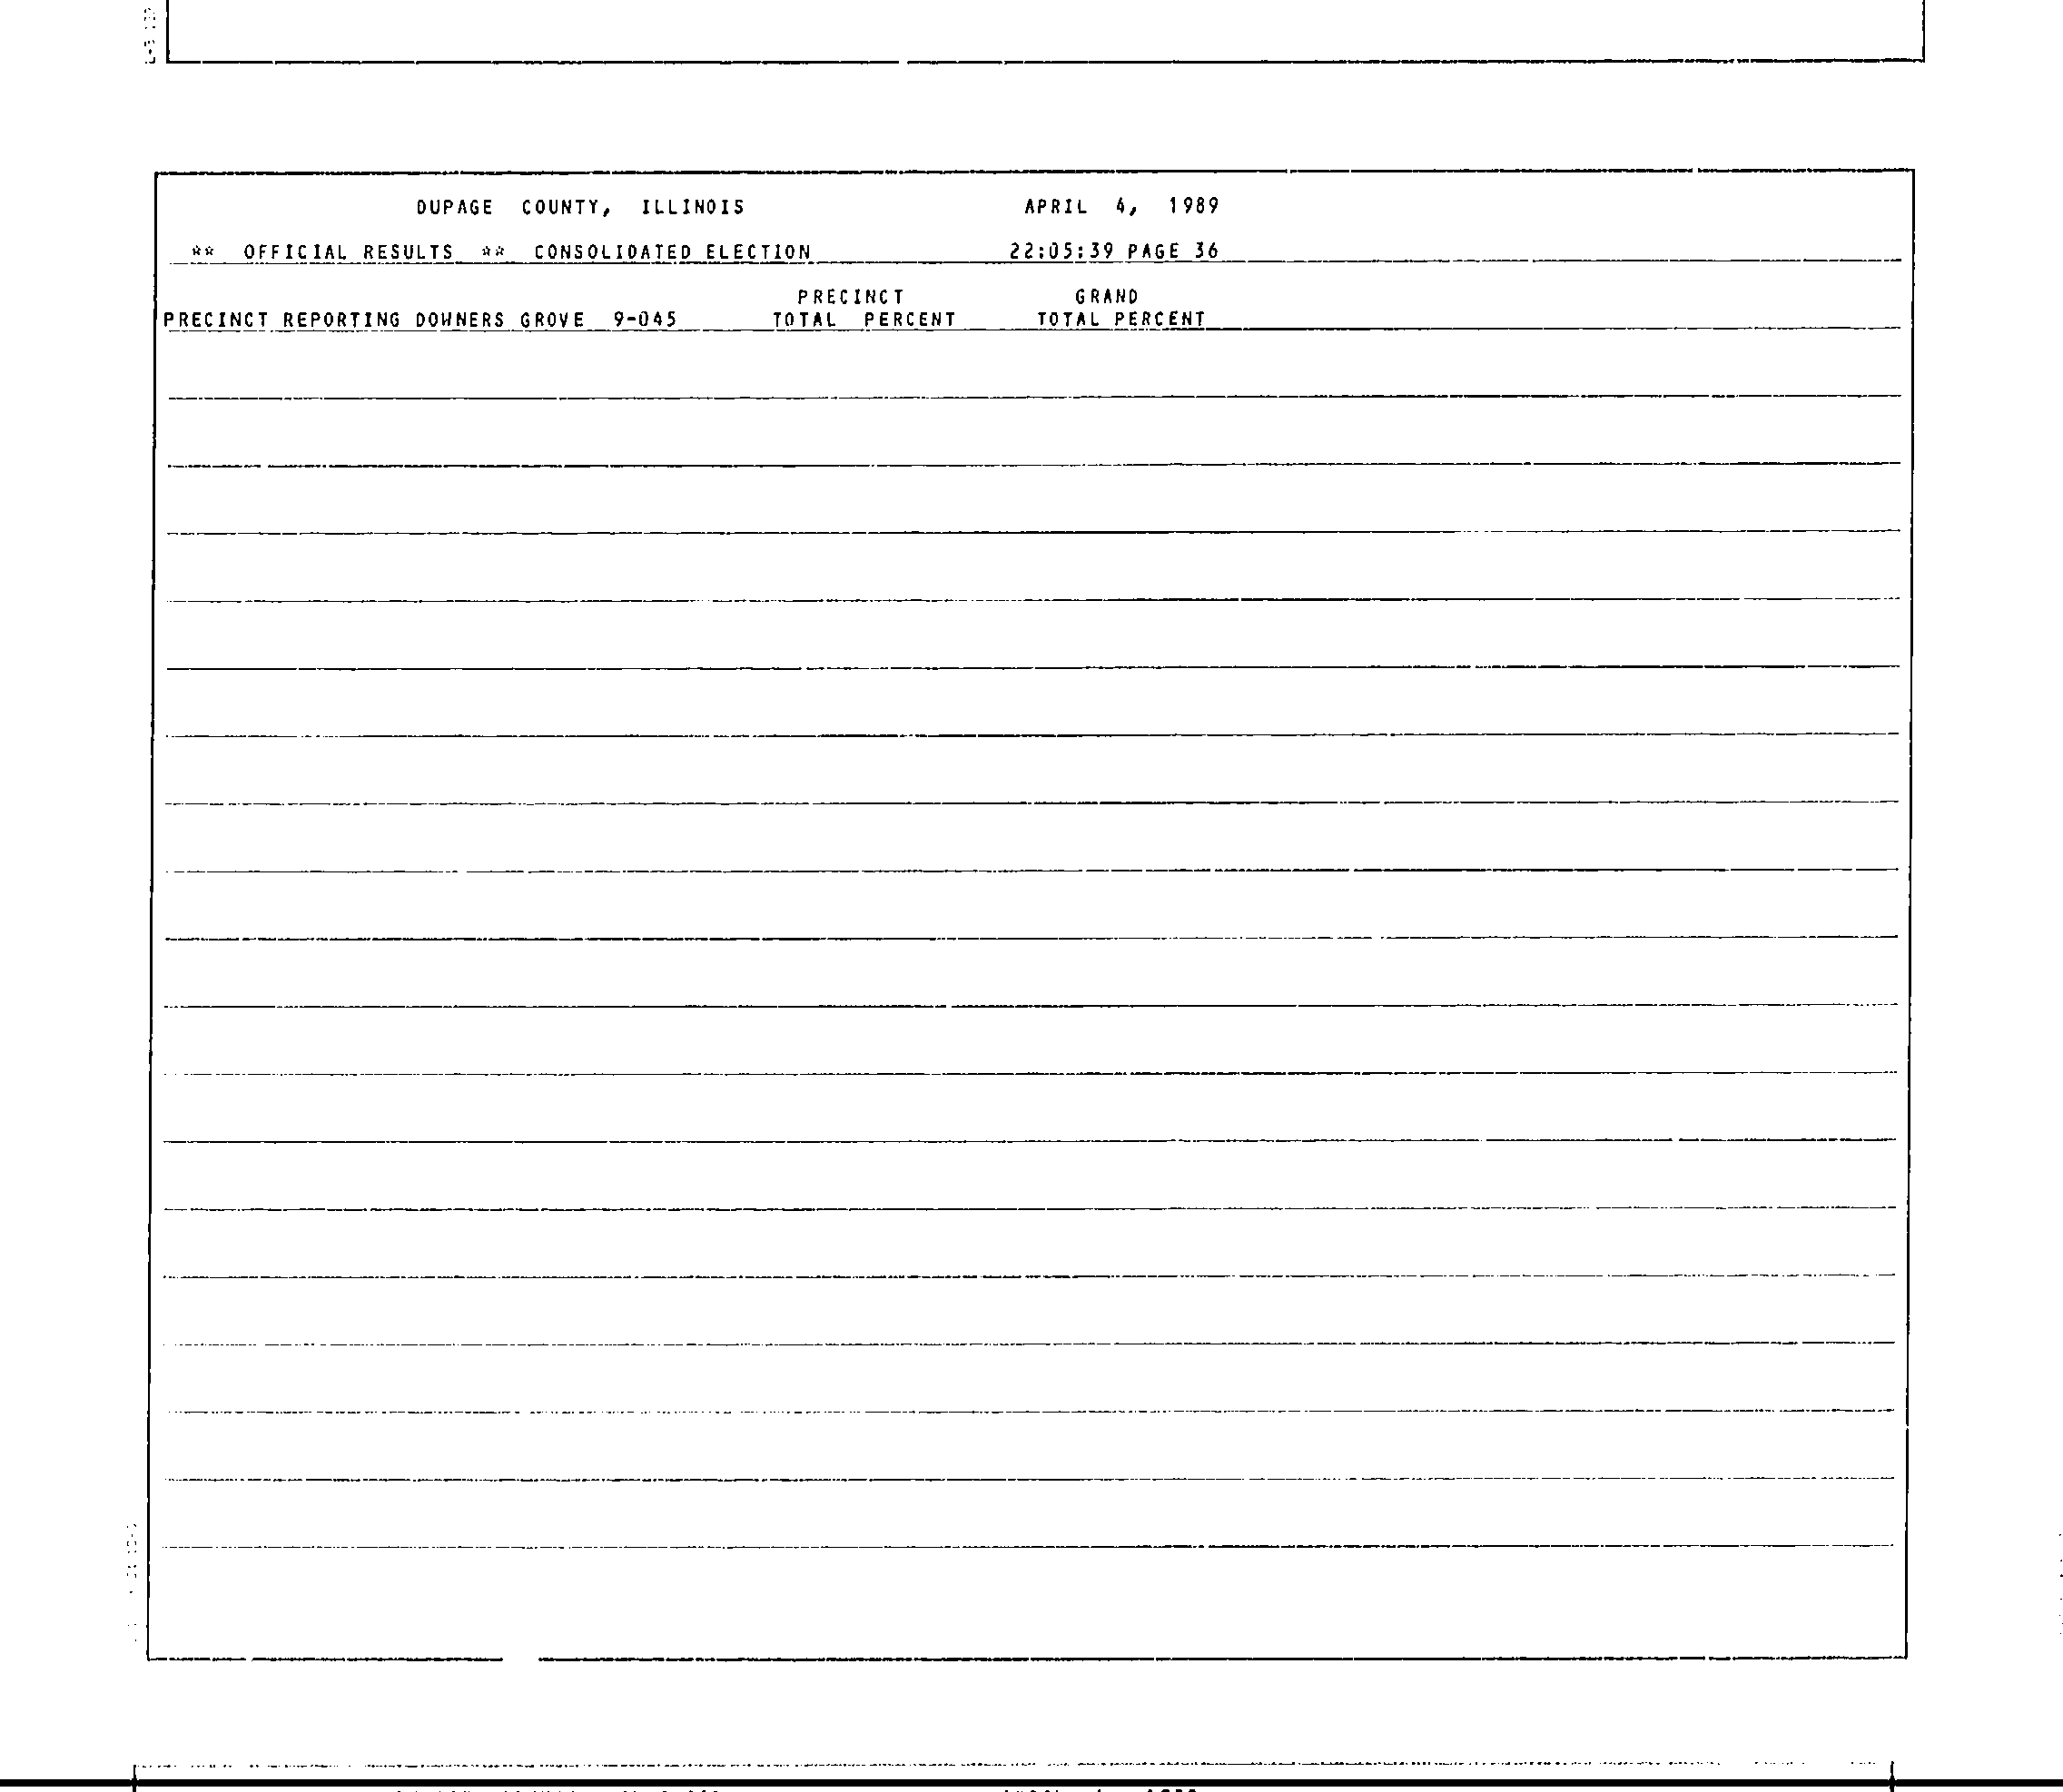 DUPAGE COUNTY, ILLINOIS APRIL 4, 1989
** OFFICIAL RESULTS ** CONSOLIDATED ELECTION 22:05:39 PAGE 36
PRECINCT GRAND
PRECINCT REPORTING DOWNERS GROVE 9-045 TOTAL PERCENT TOTAL PERCENT